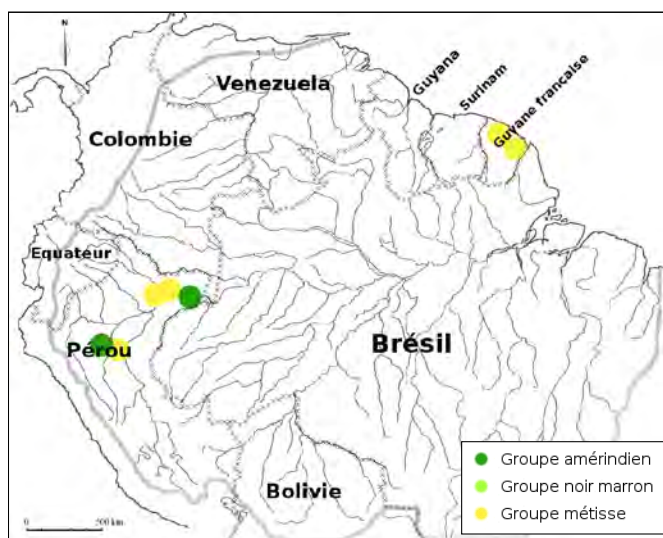 N
Venezuela
Guyana
Surinam
Guyane française
Colombie
Equateur
Pérou
Brésil
Bolivie
Groupe amérindien
Groupe noir marron
Groupe métisse
0 500 km